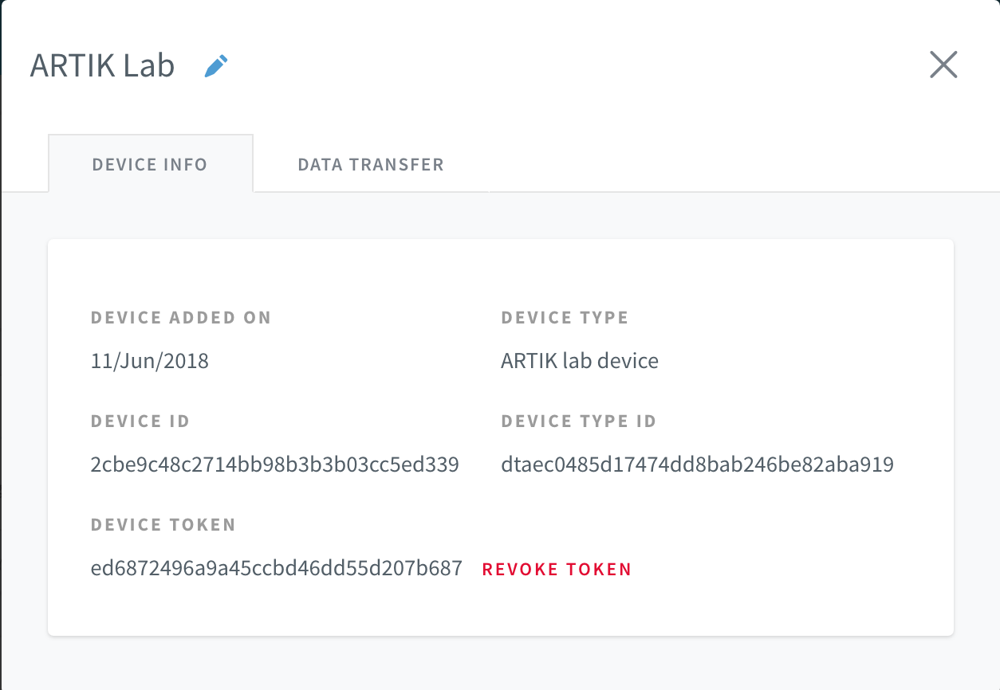 ARTIK Lab
DEVICE INFO
DATA TRANSFER
DEVICE ADDED ON
11/Jun/2018
DEVICE TYPE
ARTIK lab device
DEVICE ID
2cbe9c48c2714bb98b3b3b03cc5ed339
DEVICE TYPE ID
dtaec0485d17474dd8bab246be82aba919
DEVICE TOKEN
ed6872496a9a45ccbd46dd55d207b687
REVOKE TOKEN